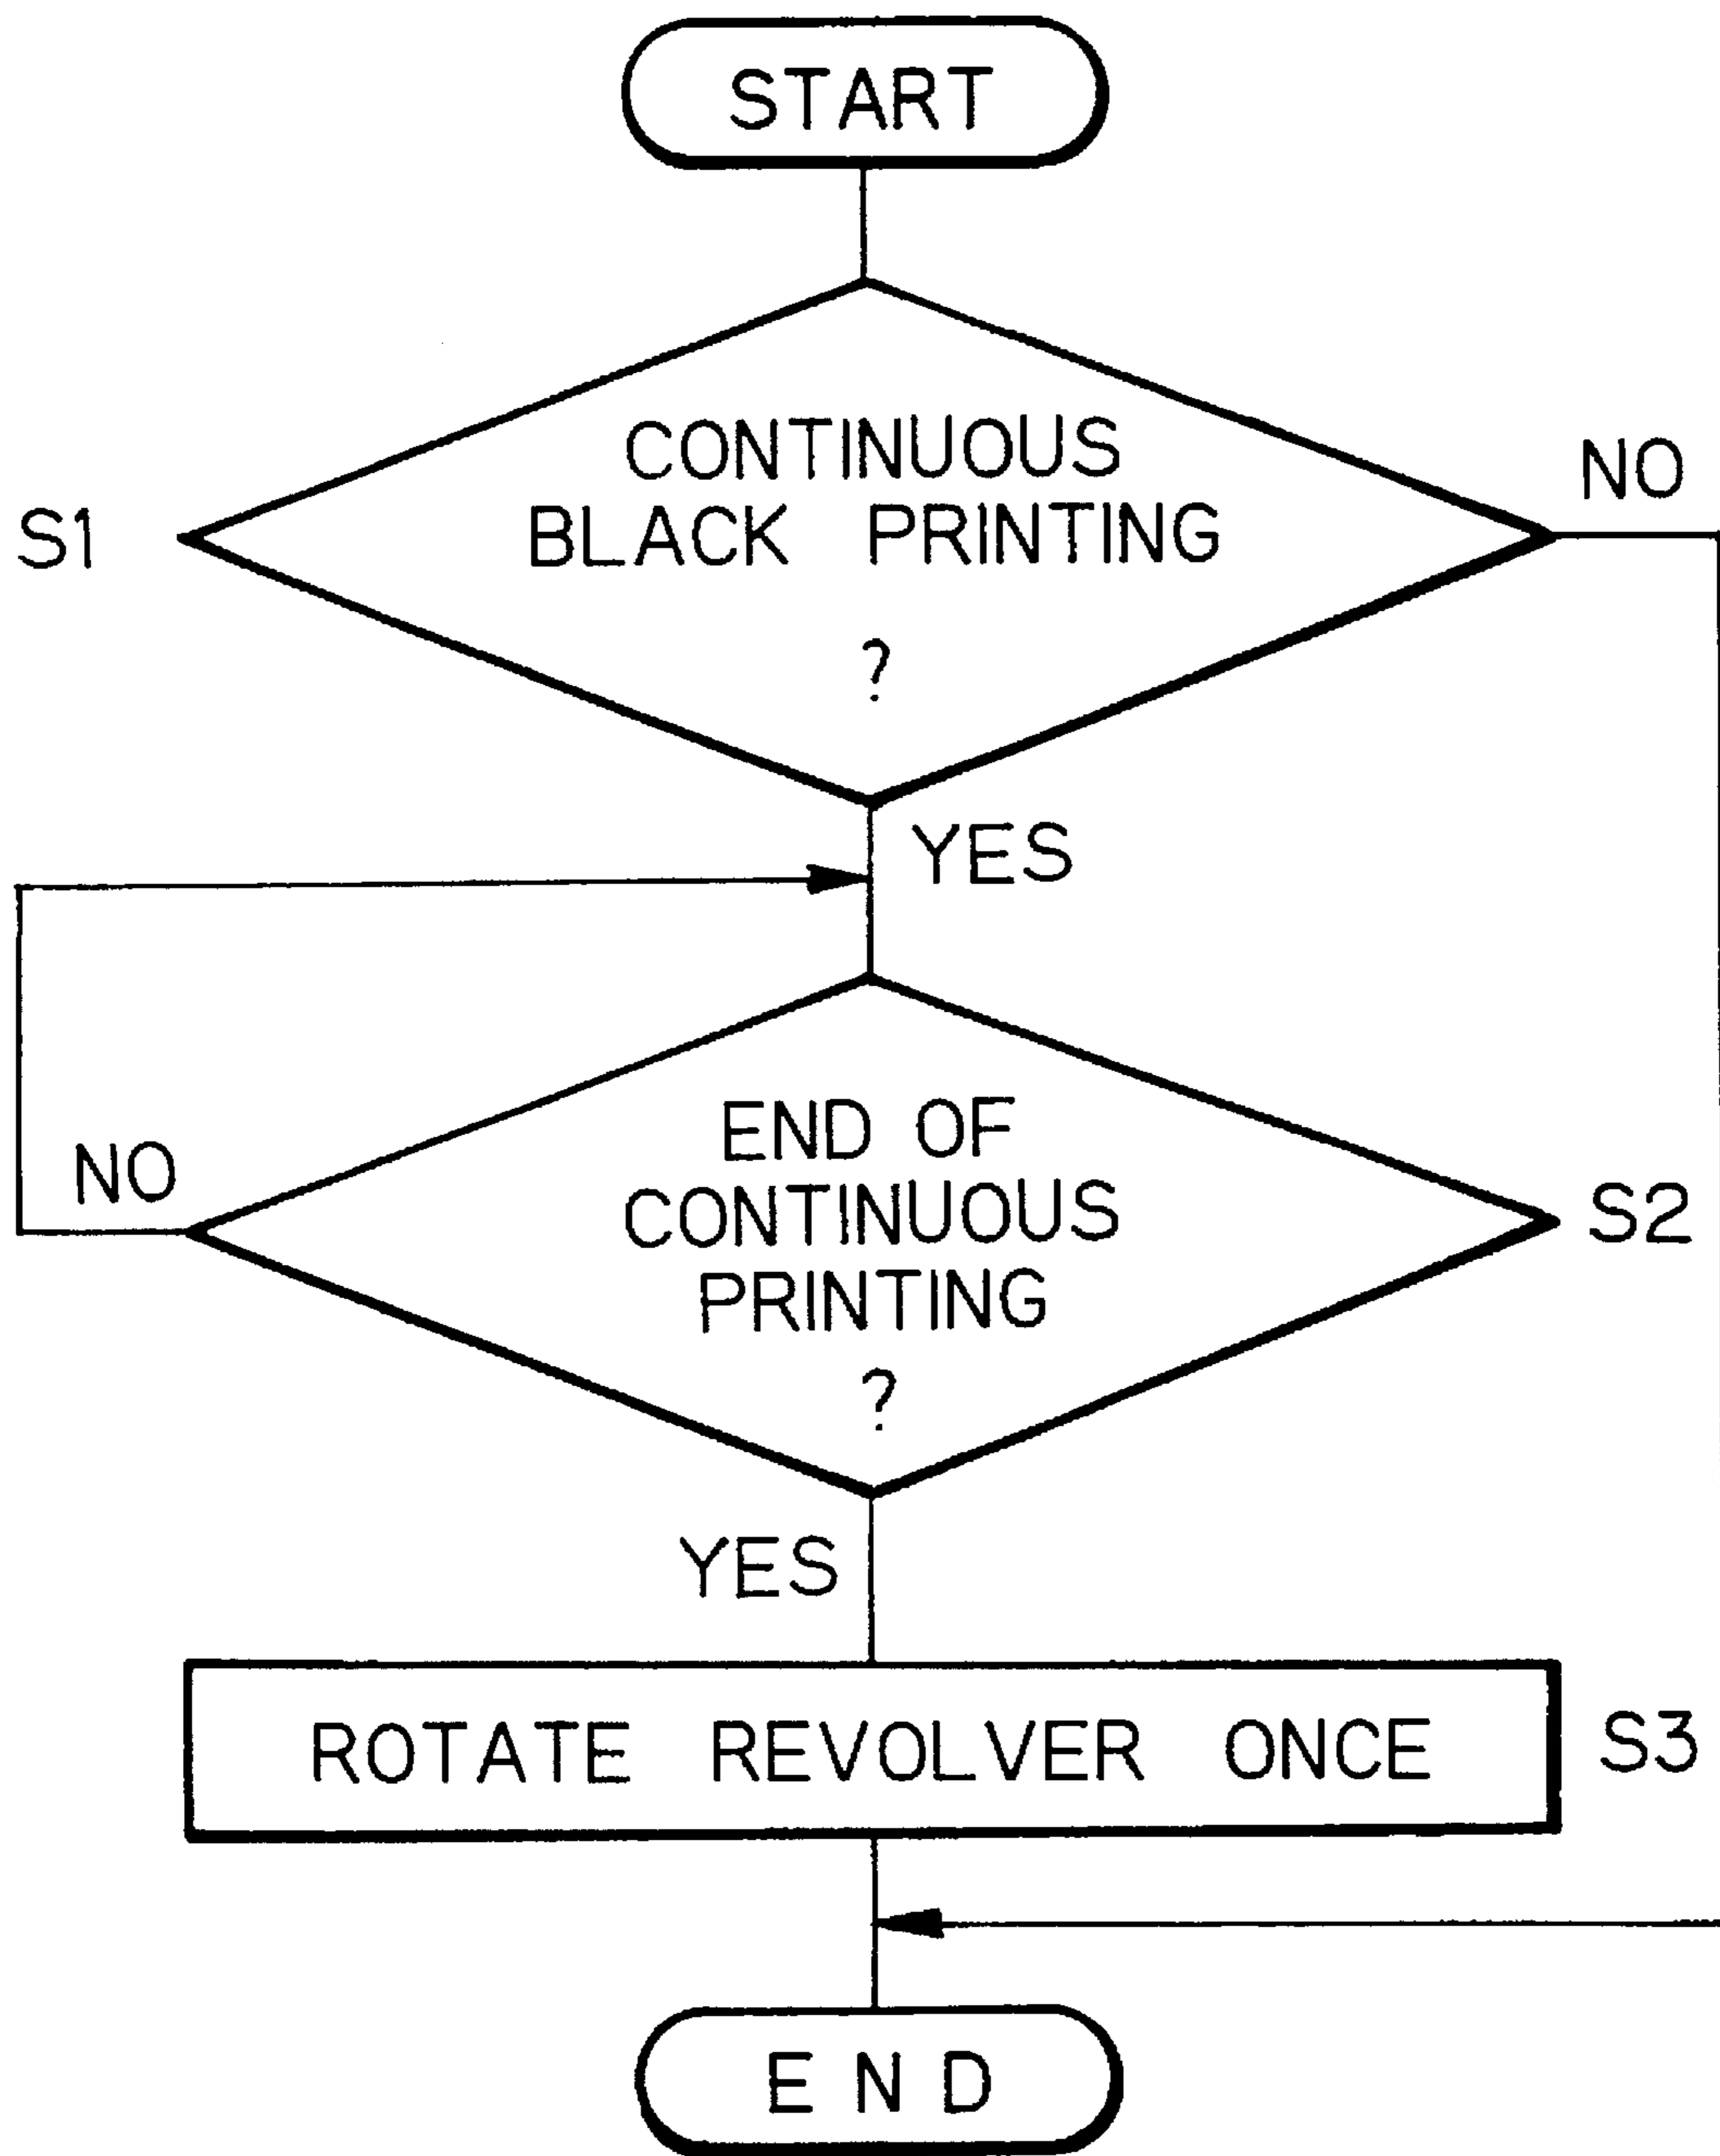 START
CONTINUOUS
BLACK PRINTING
?
S1
NO
YES
END OF
CONTINUOUS
PRINTING
?
NO
S2
YES
ROTATE REVOLVER ONCE
S3
END